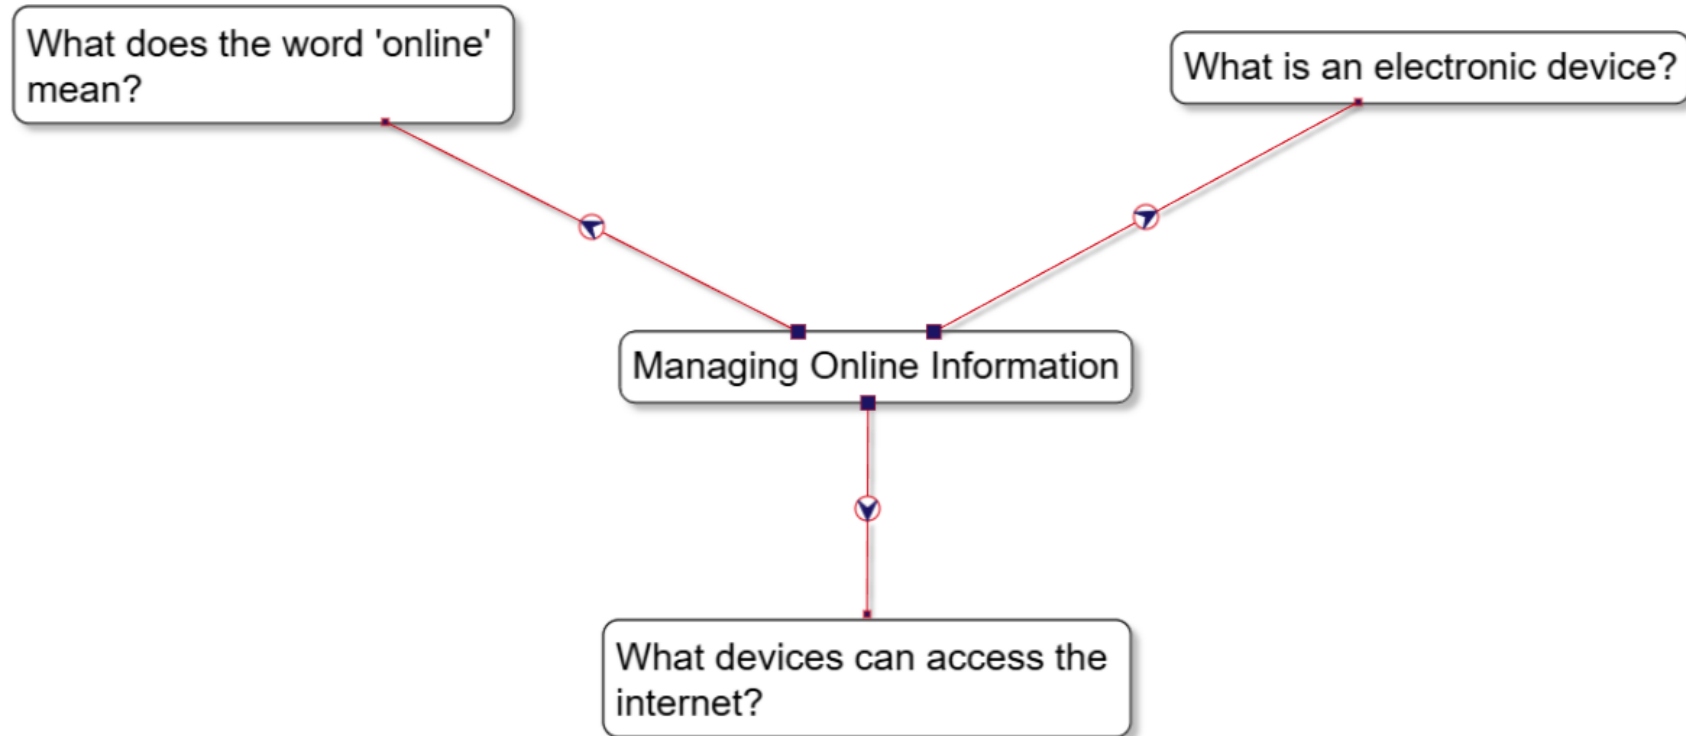 What does the word 'online'
mean?
What is an electronic device?
Managing Online Information
What devices can access the
internet?